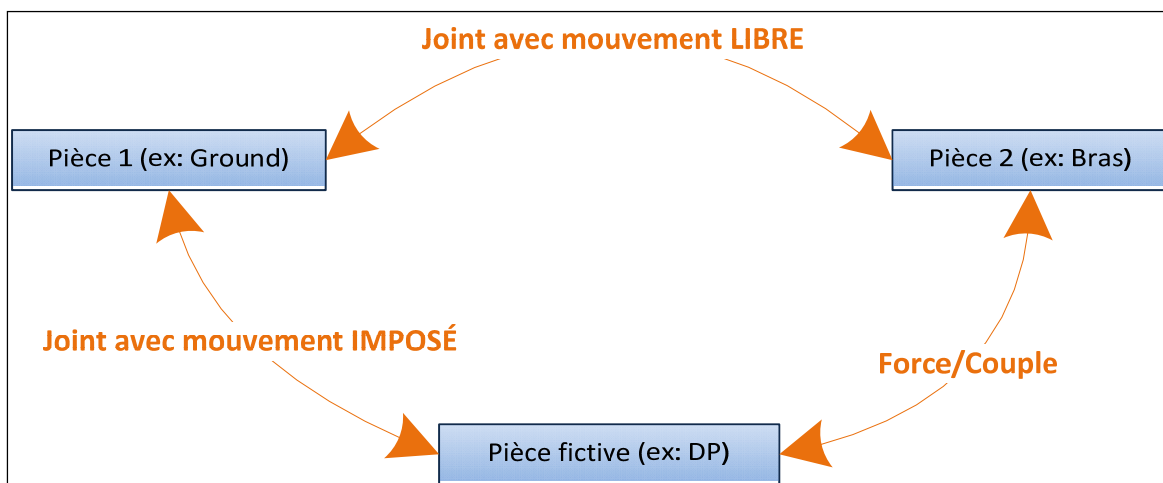 Joint avec mouvement LIBRE
Pièce 1 (ex: Ground)
Pièce 2 (ex: Bras)
Joint avec mouvement IMPOSÉ
Force/Couple
Pièce fictive (ex: DP)